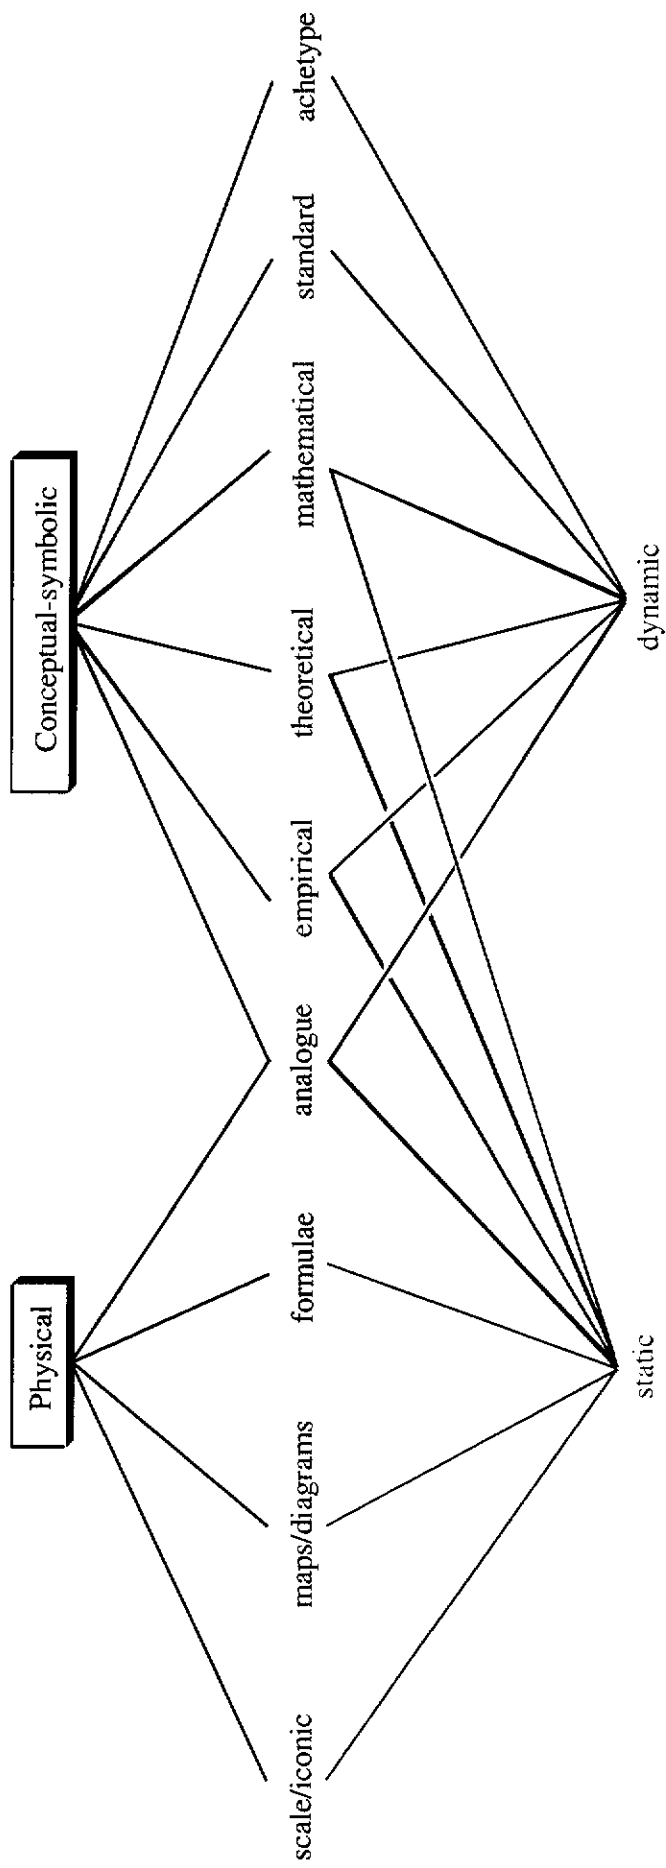 Physical
Conceptual-symbolic
scale/iconic
maps/diagrams
formulae
analogue
empirical
theoretical
mathematical
standard
achetype
static
dynamic